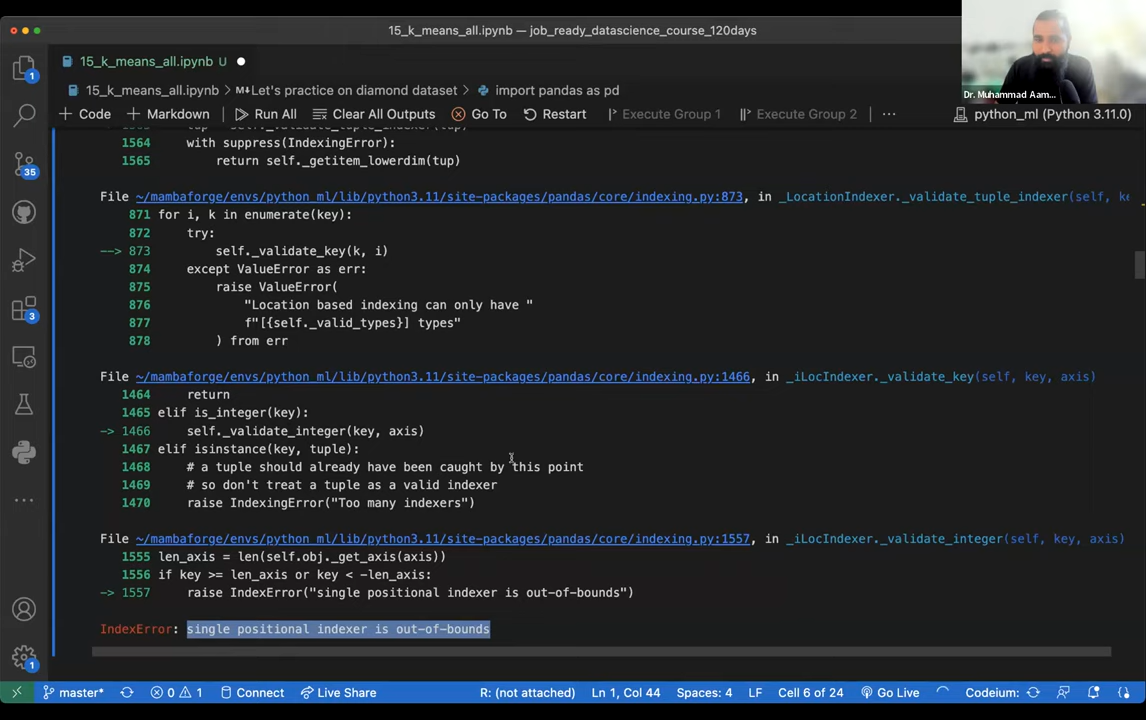 15_k_means_all.ipynb — job_ready_datascience_course_120days
Dr. Muhammad Aam...
15_k_means_all.ipynb U
15_k_means_all.ipynb > Let's practice on diamond dataset > import pandas as pd
+ Code + Markdown Run All Clear All Outputs Go To Restart Execute Group 1 Execute Group 2 ... python_ml (Python 3.11.0)
1564 with suppress(IndexingError):
1565 return self._getitem_lowerdim(tup)
File ~/mambaforge/envs/python_ml/lib/python3.11/site-packages/pandas/core/indexing.py:873, in _LocationIndexer._validate_tuple_indexer(self, ke
871 for i, k in enumerate(key):
872 try:
--> 873 self._validate_key(k, i)
874 except ValueError as err:
875 raise ValueError(
876 "Location based indexing can only have "
877 f"[{self._valid_types}] types"
878 ) from err
File ~/mambaforge/envs/python_ml/lib/python3.11/site-packages/pandas/core/indexing.py:1466, in _iLocIndexer._validate_key(self, key, axis)
1464 return
1465 elif is_integer(key):
-> 1466 self._validate_integer(key, axis)
1467 elif isinstance(key, tuple):
1468 # a tuple should already have been caught by this point
1469 # so don't treat a tuple as a valid indexer
1470 raise IndexingError("Too many indexers")
File ~/mambaforge/envs/python_ml/lib/python3.11/site-packages/pandas/core/indexing.py:1557, in _iLocIndexer._validate_integer(self, key, axis)
1555 len_axis = len(self.obj._get_axis(axis))
1556 if key >= len_axis or key < -len_axis:
-> 1557 raise IndexError("single positional indexer is out-of-bounds")
IndexError: single positional indexer is out-of-bounds
1
35
3
1
master* 0 1 Connect Live Share R: (not attached) Ln 1, Col 44 Spaces: 4 LF Cell 6 of 24 Go Live Codeium: